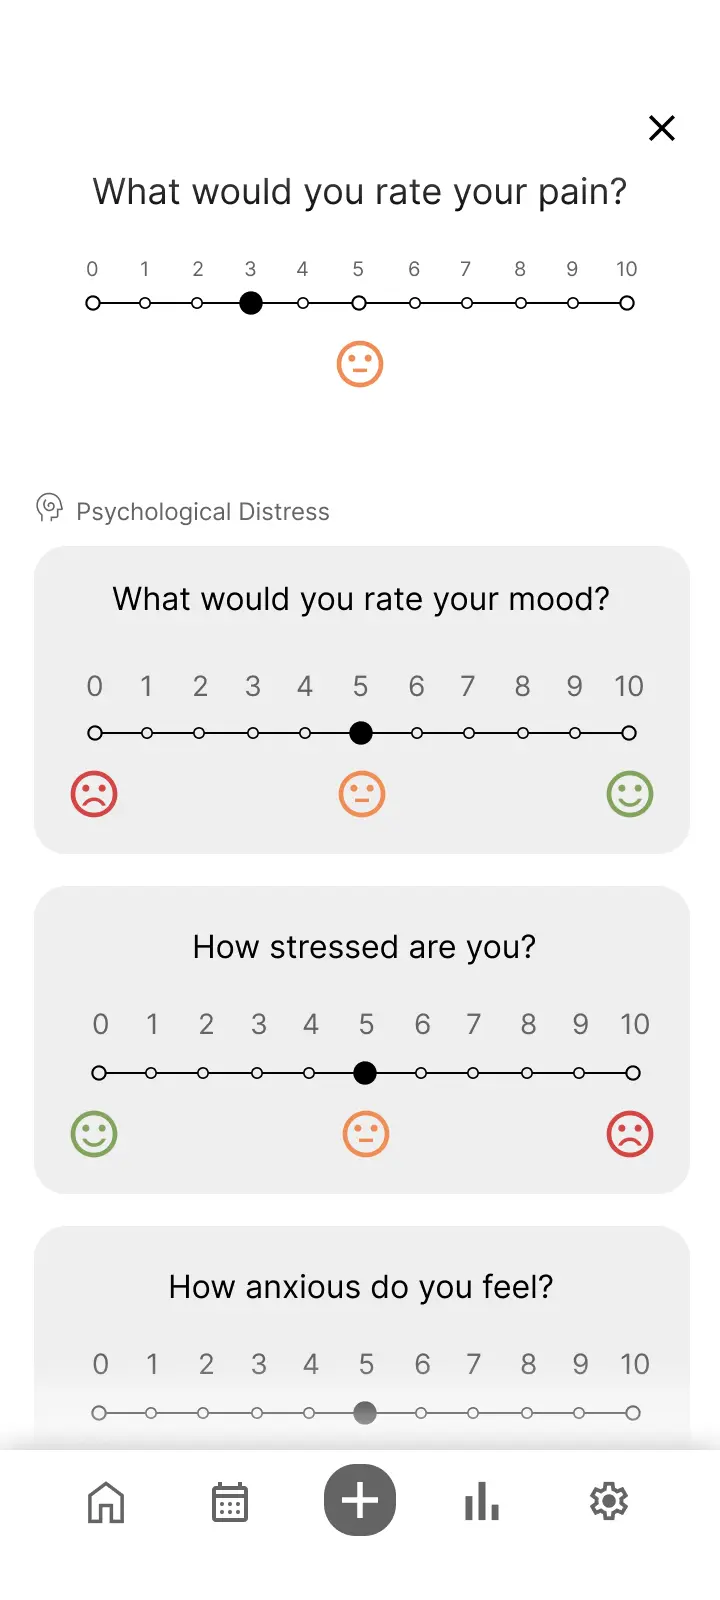 What would you rate your pain?
0 1 2 3 4 5 6 7 8 9 10
Psychological Distress
What would you rate your mood?
0 1 2 3 4 5 6 7 8 9 10
How stressed are you?
0 1 2 3 4 5 6 7 8 9 10
How anxious do you feel?
0 1 2 3 4 5 6 7 8 9 10